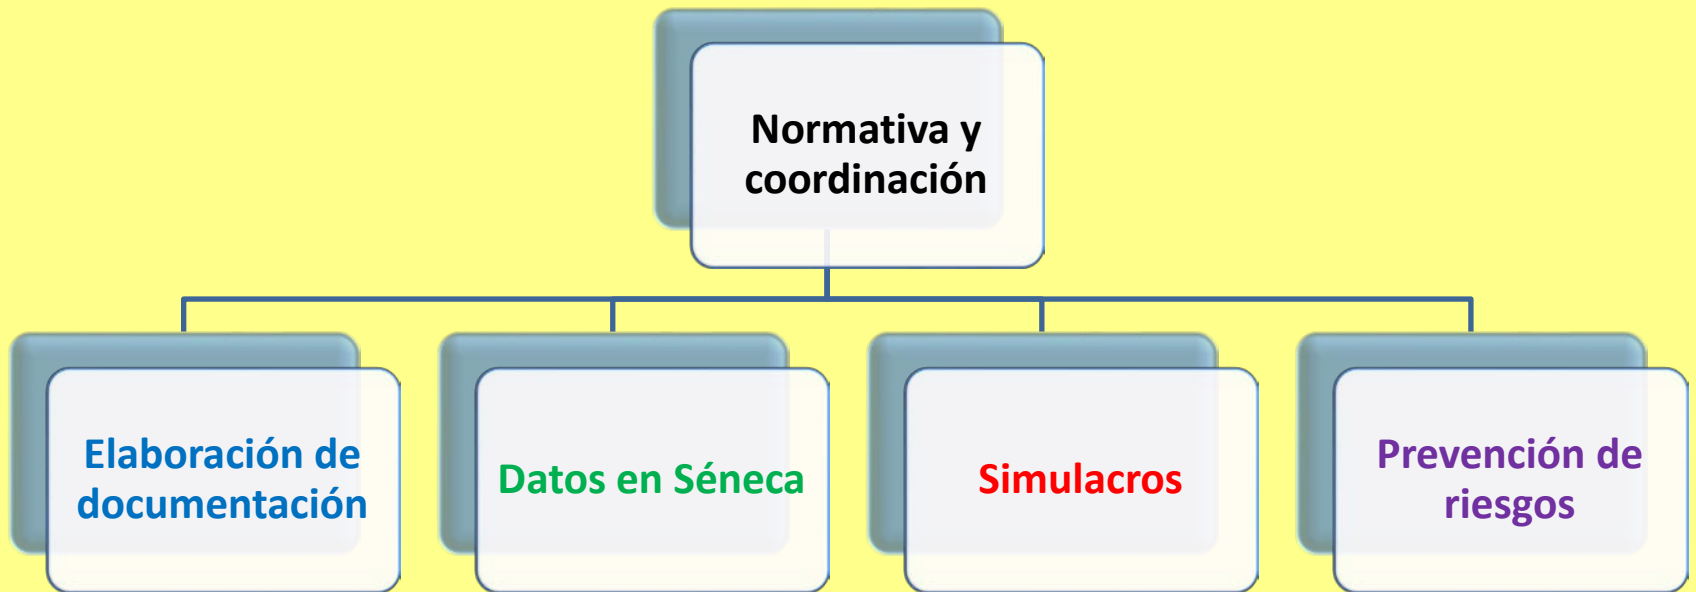 Normativa y
coordinación
Elaboración de
documentación
Datos en Séneca
Simulacros
Prevención de
riesgos